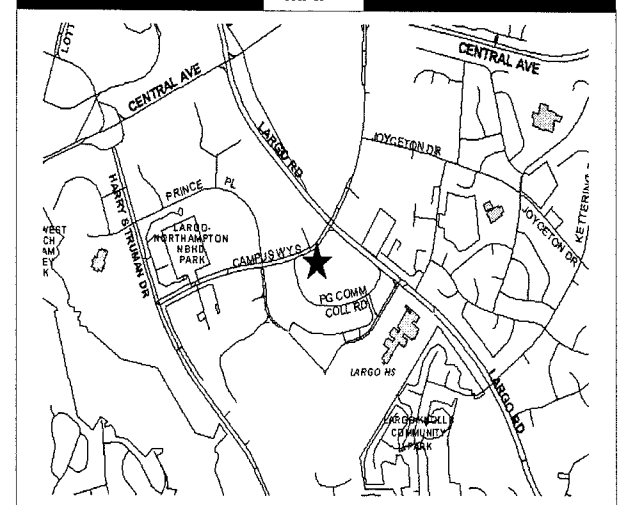 CENTRAL AVE
CENTRAL AVE
LARGO RD
JOYCETON DR
PRINCE PL
HARRY S TRUMAN DR
LARGO-
NORTHAMPTON
NBHD
PARK
CAMPUS WY S
JOYCETON DR
PG COMM
COLL RD
LARGO HS
LARGO RD
COMMUNITY
PARK